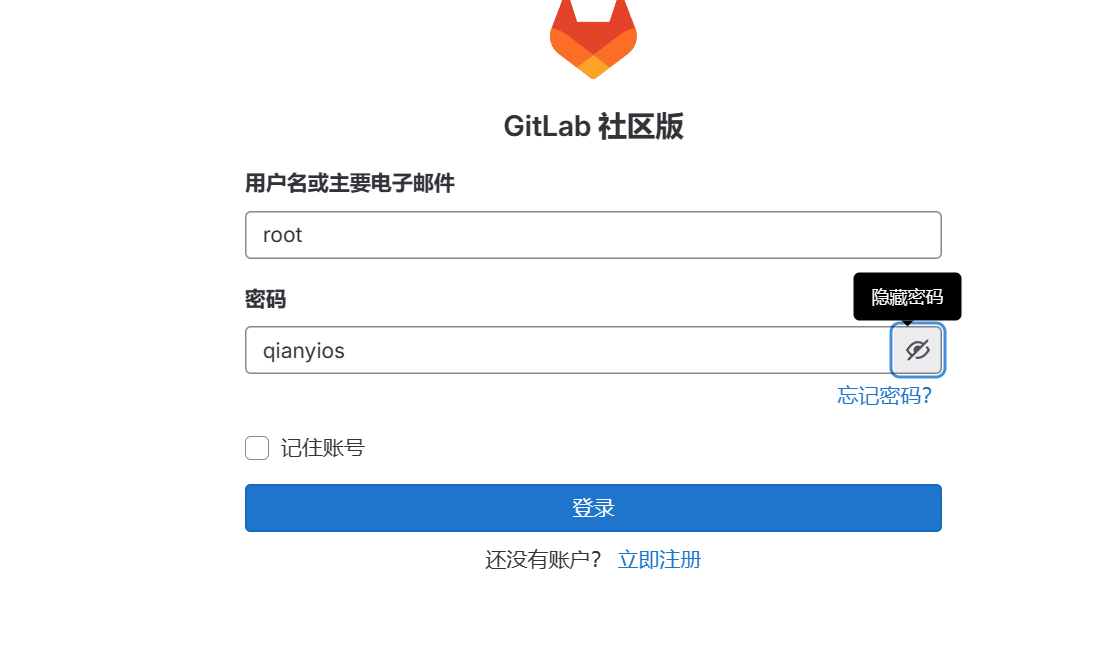 GitLab 社区版
用户名或主要电子邮件
root
密码
隐藏密码
qianyios
忘记密码?
记住账号
登录
还没有账户? 立即注册